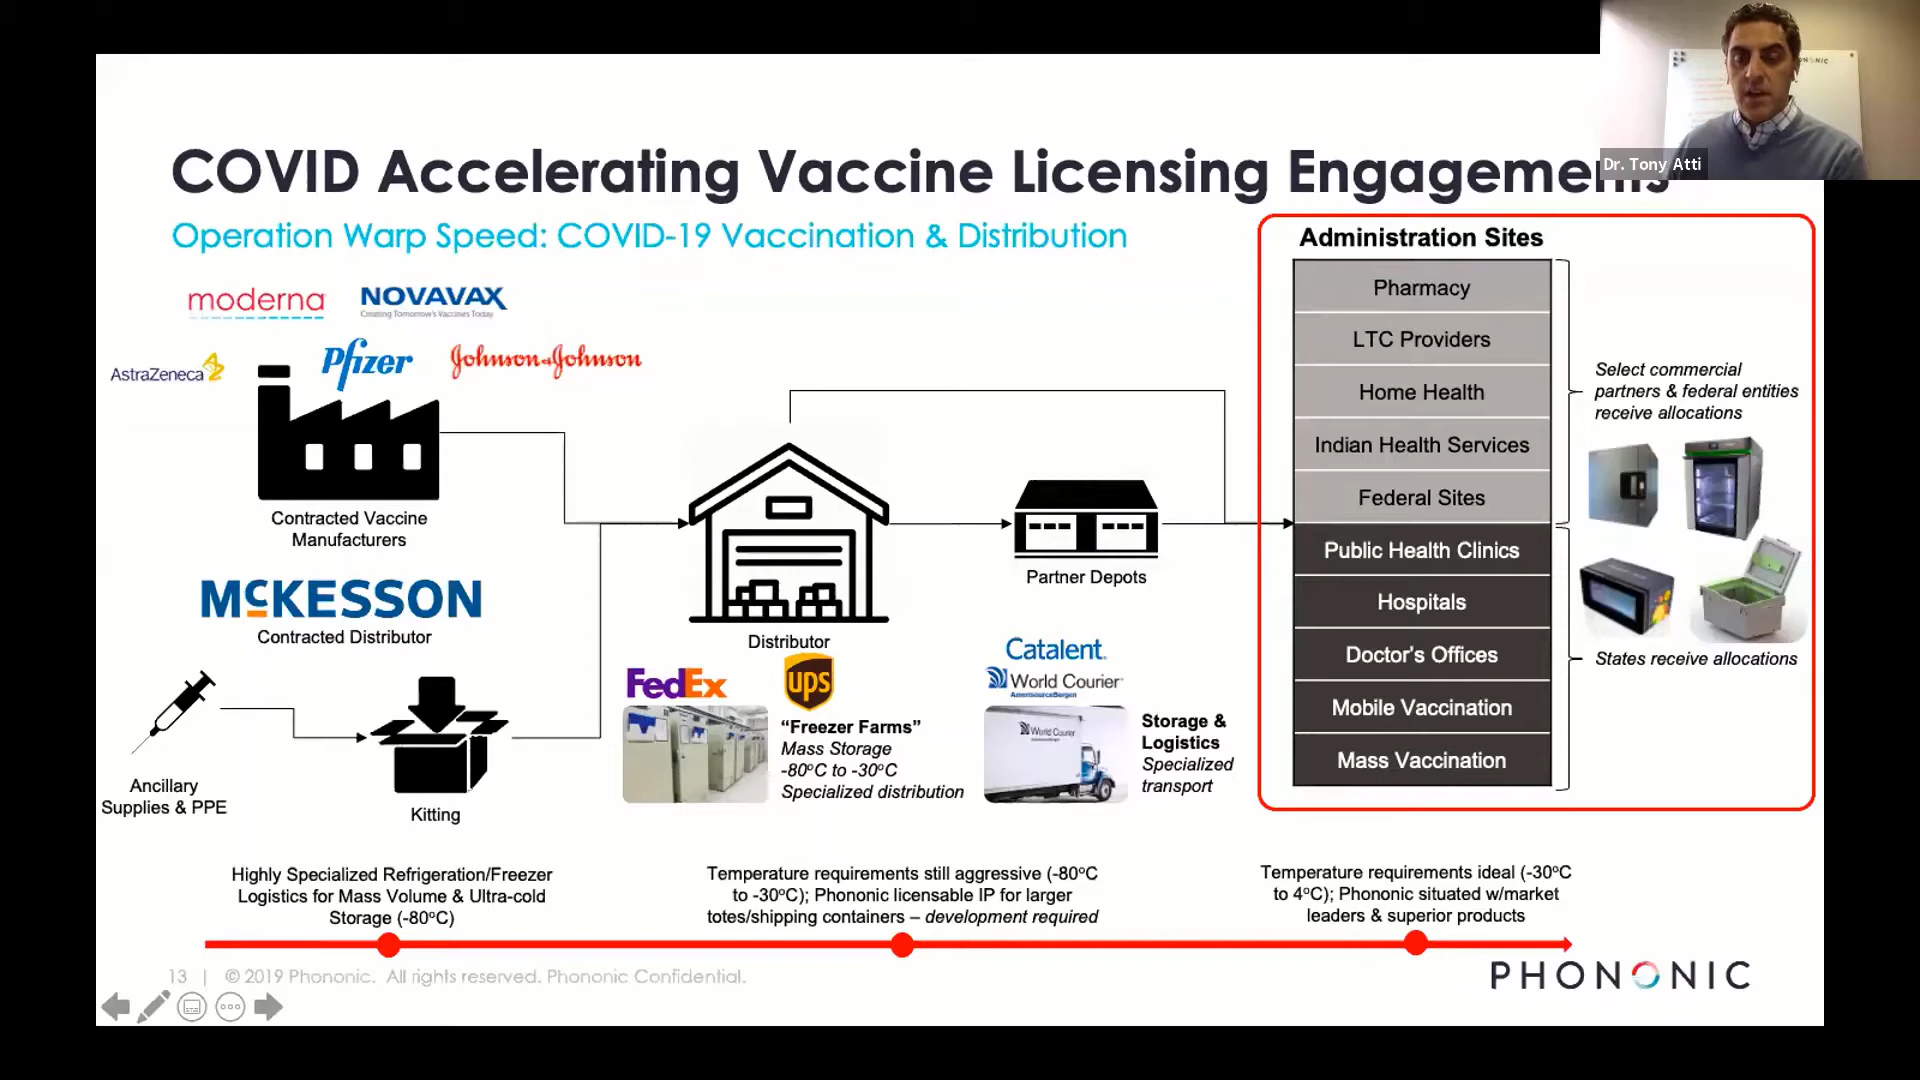 COVID Accelerating Vaccine Licensing Engagements
Dr. Tony Atti
Operation Warp Speed: COVID-19 Vaccination & Distribution
moderna
NOVAVAX
Creating Tomorrow's Vaccines Today
AstraZeneca
Pfizer
Johnson&Johnson
Contracted Vaccine
Manufacturers
MCKESSON
Contracted Distributor
Ancillary
Supplies & PPE
Kitting
Distributor
FedEx
ups
"Freezer Farms"
Mass Storage
-80°C to -30°C
Specialized distribution
Partner Depots
Catalent.
World Courier
AmerisourceBergen
World Courier
Storage &
Logistics
Specialized
transport
Administration Sites
Pharmacy
LTC Providers
Home Health
Indian Health Services
Federal Sites
Public Health Clinics
Hospitals
Doctor's Offices
Mobile Vaccination
Mass Vaccination
Select commercial
partners & federal entities
receive allocations
States receive allocations
Highly Specialized Refrigeration/Freezer
Logistics for Mass Volume & Ultra-cold
Storage (-80°C)
Temperature requirements still aggressive (-80°C
to -30°C); Phononic licensable IP for larger
totes/shipping containers – development required
Temperature requirements ideal (-30°C
to 4°C); Phononic situated w/market
leaders & superior products
13 | © 2019 Phononic. All rights reserved. Phononic Confidential.
PHONONIC